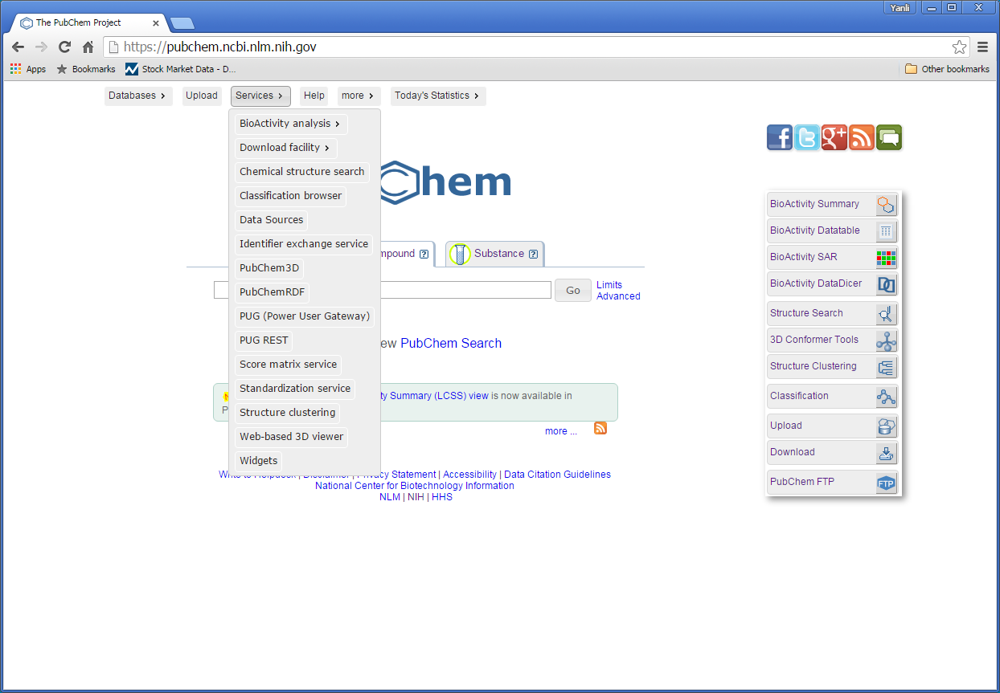 Yanli
The PubChem Project
https://pubchem.ncbi.nlm.nih.gov
Apps Bookmarks Stock Market Data - D... Other bookmarks
Databases Upload Services Help more Today's Statistics
BioActivity analysis
Download facility
Chemical structure search
Classification browser
Data Sources
Identifier exchange service
PubChem3D
PubChemRDF
PUG (Power User Gateway)
PUG REST
Score matrix service
Standardization service
Structure clustering
Web-based 3D viewer
Widgets
hem
mpound ? Substance ?
Go Limits
Advanced
ew PubChem Search
ty Summary (LCSS) view is now available in
P
more ...
Write to Helpdesk | Disclaimer | Privacy Statement | Accessibility | Data Citation Guidelines
National Center for Biotechnology Information
NLM | NIH | HHS
BioActivity Summary
BioActivity Datatable
BioActivity SAR
BioActivity DataDicer
Structure Search
3D Conformer Tools
Structure Clustering
Classification
Upload
Download
PubChem FTP
FTP